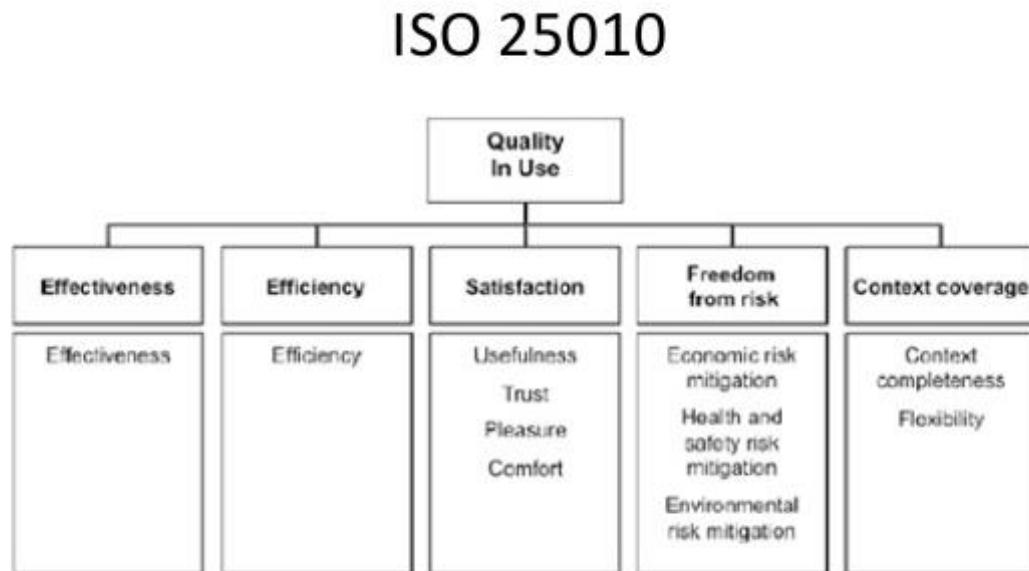 ISO 25010
Quality
In Use
Effectiveness
Efficiency
Satisfaction
Freedom
from risk
Context coverage
Effectiveness
Efficiency
Usefulness
Trust
Pleasure
Comfort
Economic risk
mitigation
Health and
safety risk
mitigation
Environmental
risk mitigation
Context
completeness
Flexibility